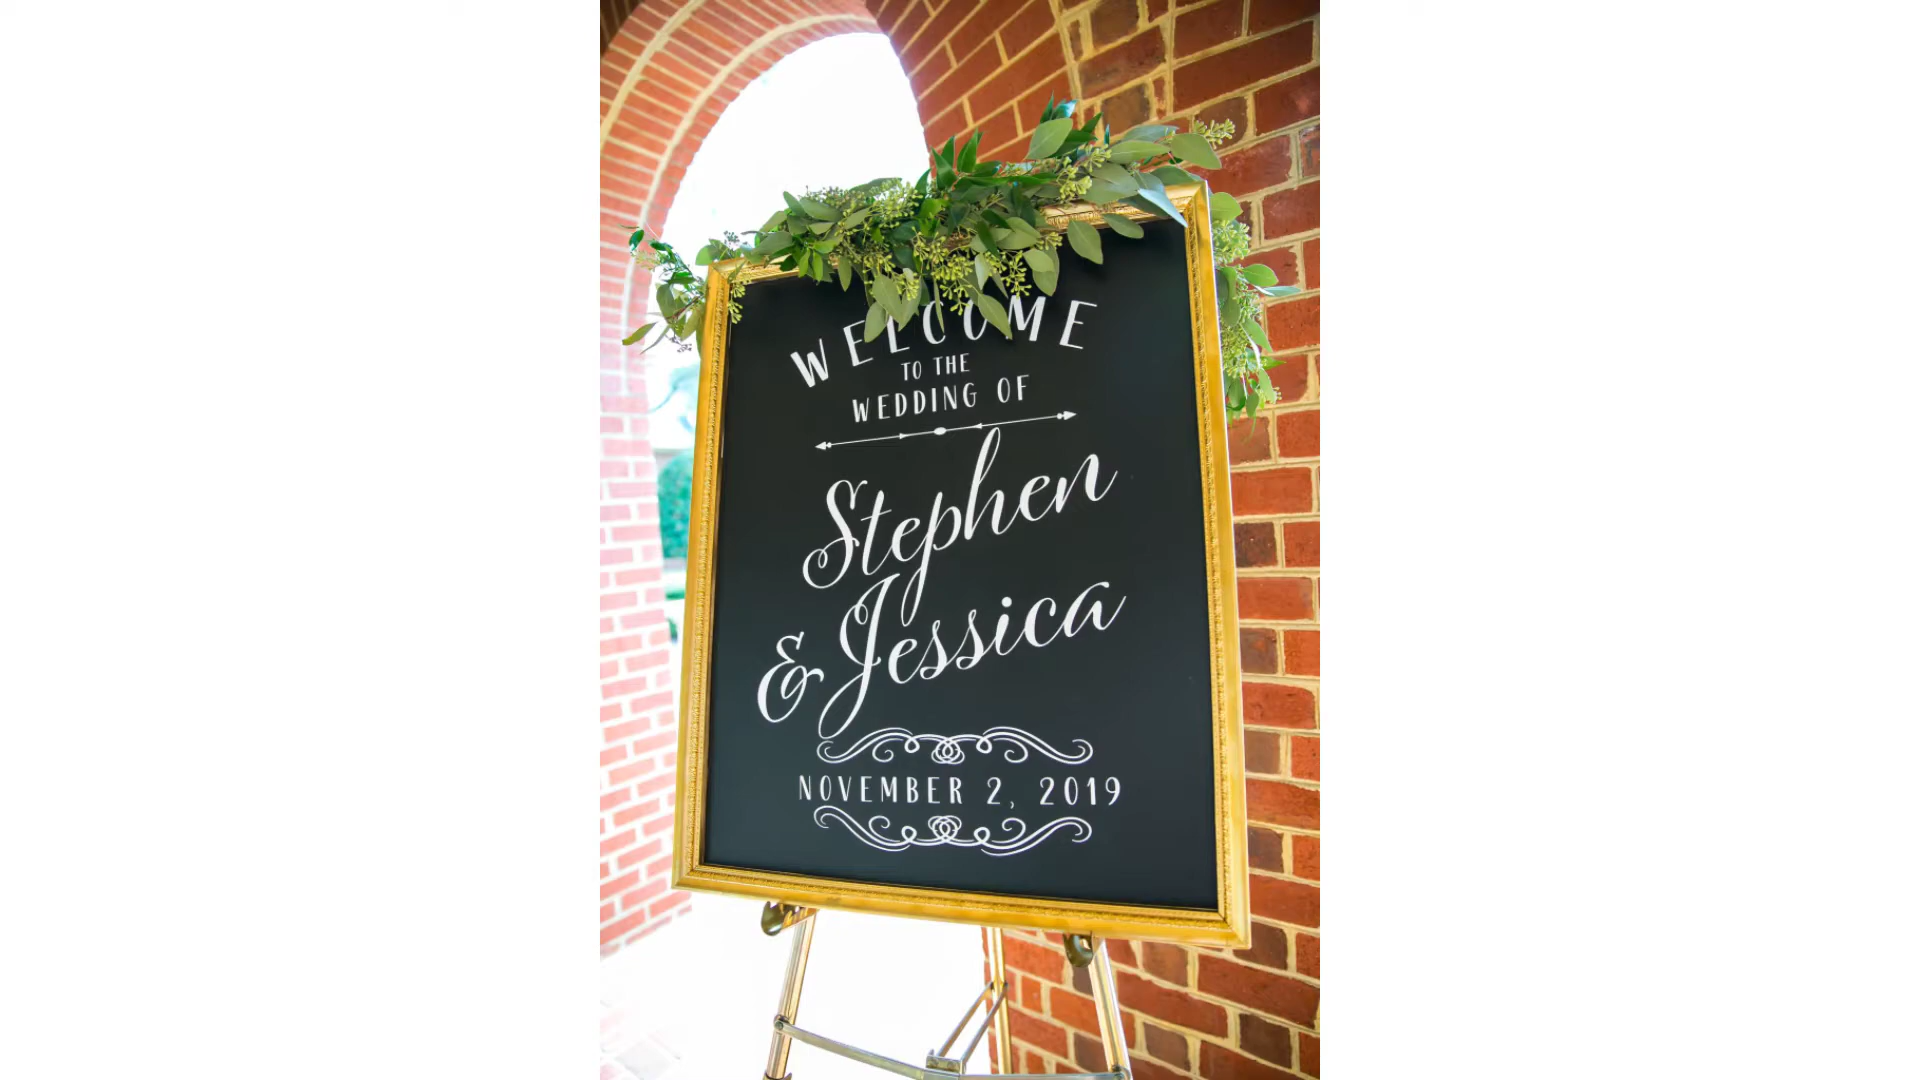 WELCOME
TO THE
WEDDING OF
Stephen
& Jessica
NOVEMBER 2, 2019